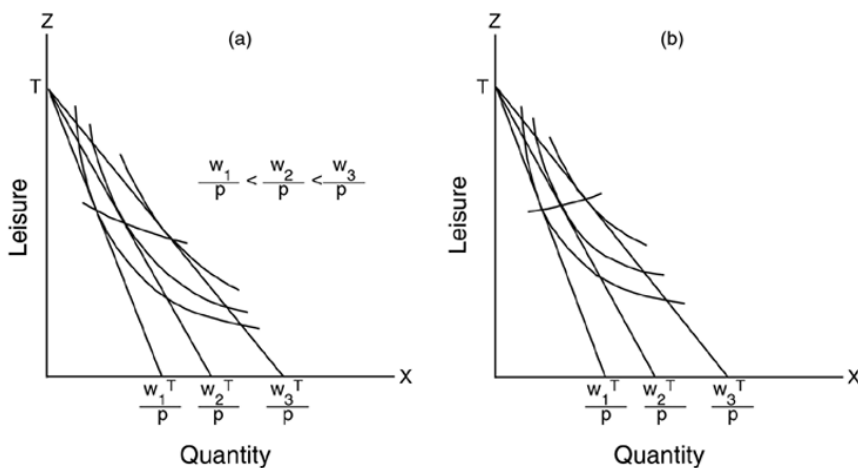 Z
(a)
T
w₁ < w₂ < w₃
p p p
Leisure
X
w₁ᵀ w₂ᵀ w₃ᵀ
p p p
Quantity
Z
(b)
T
Leisure
X
w₁ᵀ w₂ᵀ w₃ᵀ
p p p
Quantity